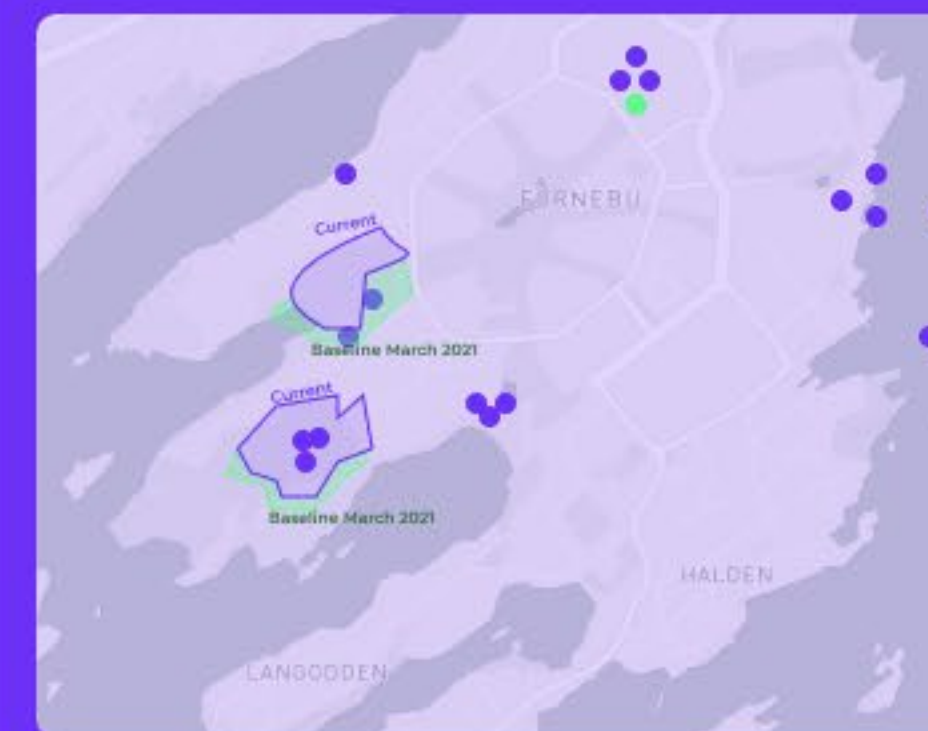 FORNEBU
Current
Baseline March 2021
Current
Baseline March 2021
HALDEN
LANGODDEN